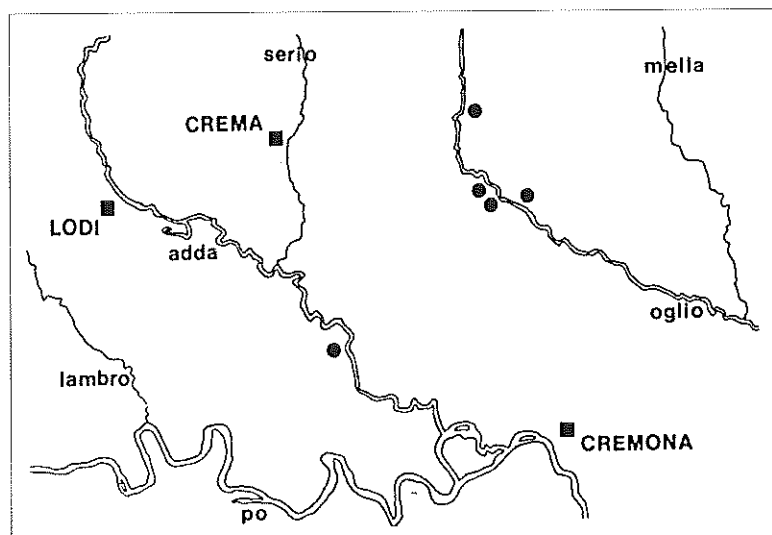 serio
mella
CREMA
LODI
adda
oglio
lambro
CREMONA
po